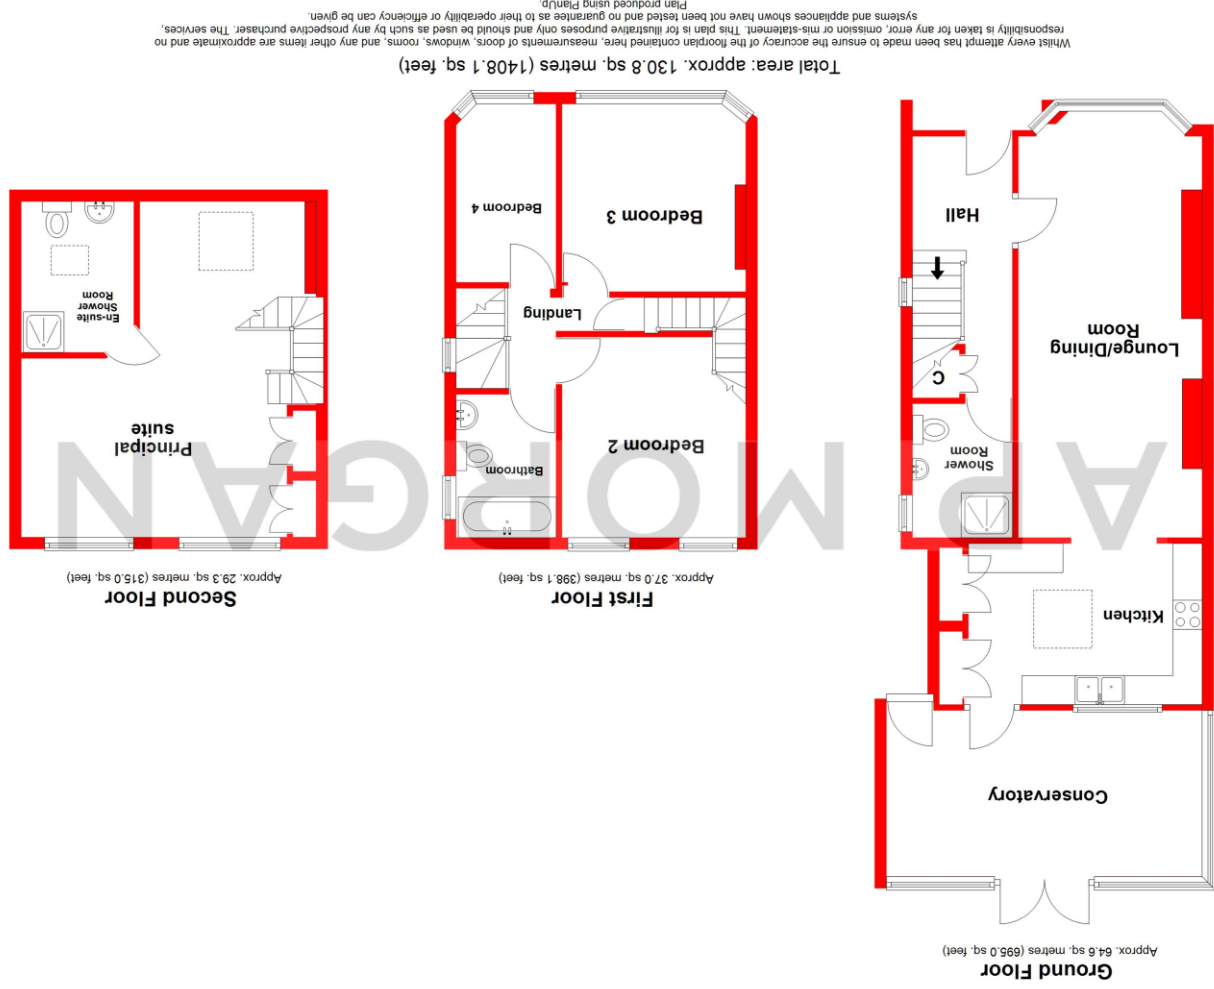 Ground Floor
Approx. 64.6 sq. metres (695.0 sq. feet)
Conservatory
Kitchen
Shower
Room
C
Lounge/Dining
Room
Hall
First Floor
Approx. 37.0 sq. metres (398.1 sq. feet)
Bathroom
Bedroom 2
Landing
Bedroom 3
Bedroom 4
Second Floor
Approx. 29.3 sq. metres (315.0 sq. feet)
Principal
suite
En-suite
Shower
Room
AP MORGAN
Total area: approx. 130.8 sq. metres (1408.1 sq. feet)
Whilst every attempt has been made to ensure the accuracy of the floorplan contained here, measurements of doors, windows, rooms, and any other items are approximate and no
responsibility is taken for any error, omission or mis-statement. This plan is for illustrative purposes only and should be used as such by any prospective purchaser. The services,
systems and appliances shown have not been tested and no guarantee as to their operability or efficiency can be given.
Plan produced using PlanUp.